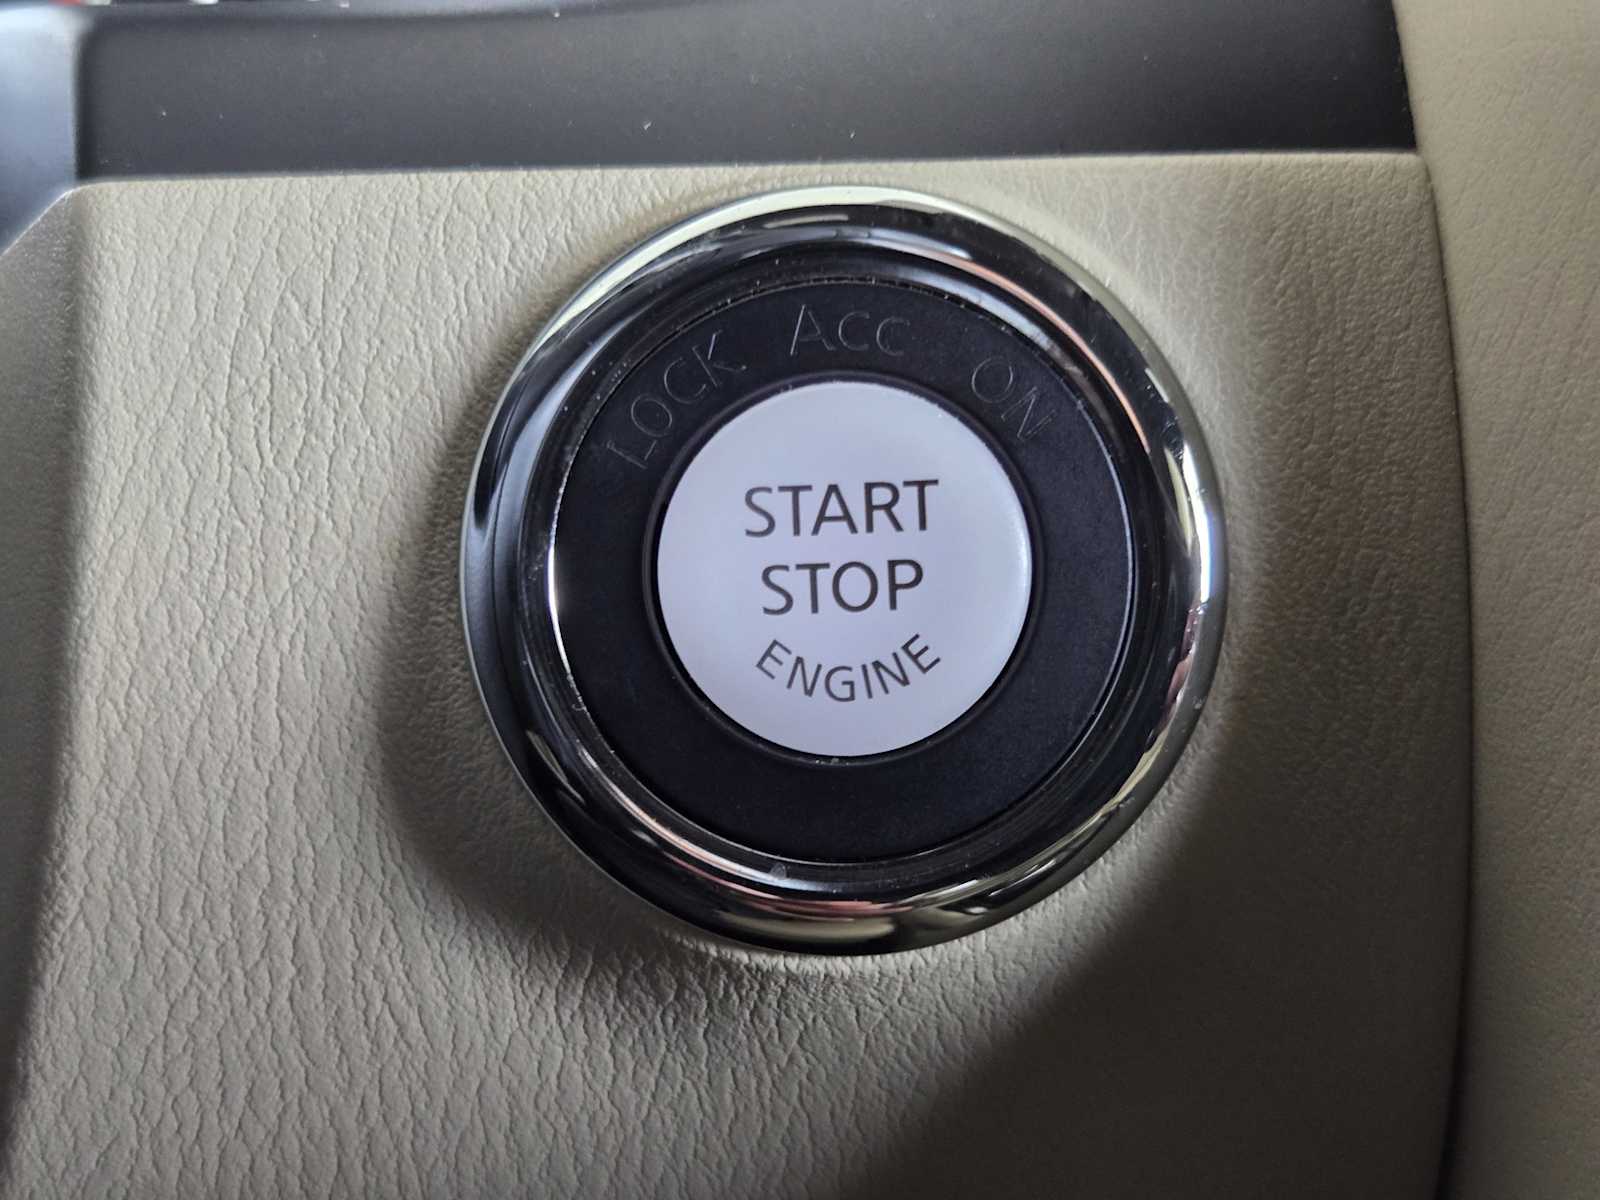 LOCK ACC ON
START
STOP
ENGINE